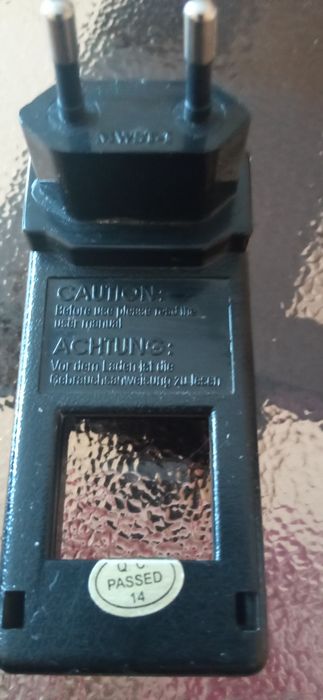 CAUTION:
Before use please read the
user manual
ACHTUNG:
Vor dem Laden ist die
Gebrauchsanweisung zu lesen
Q C
PASSED
14